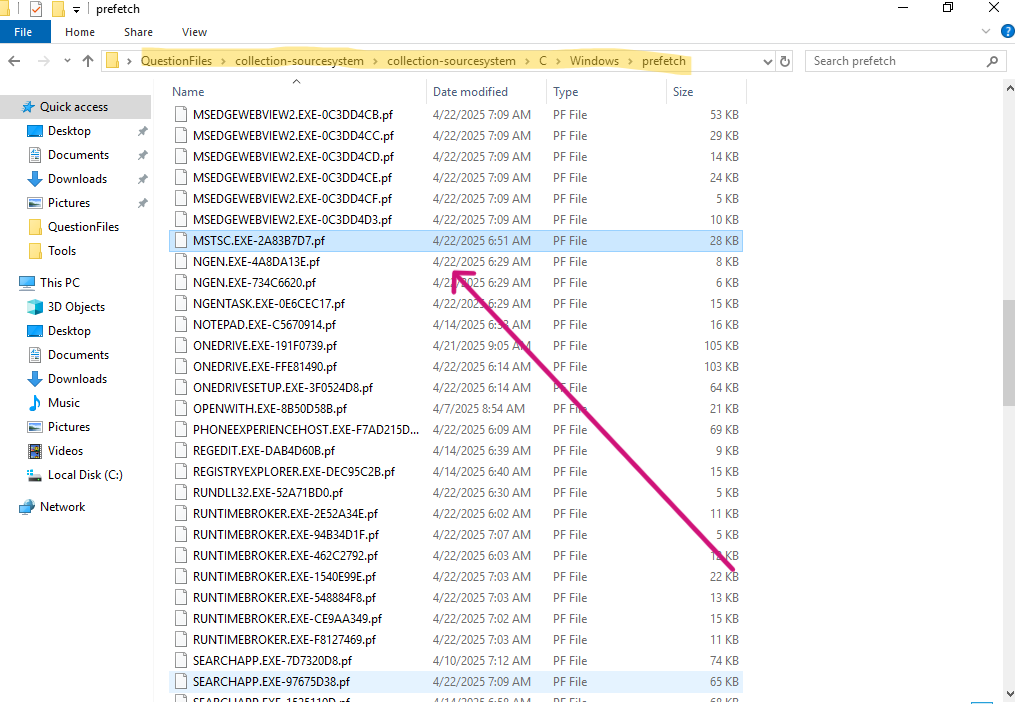 prefetch
File Home Share View
QuestionFiles collection-sourcesystem collection-sourcesystem C Windows prefetch Search prefetch
Name Date modified Type Size
Quick access
Desktop
Documents
Downloads
Pictures
QuestionFiles
Tools
This PC
3D Objects
Desktop
Documents
Downloads
Music
Pictures
Videos
Local Disk (C:)
Network
MSEDGEWEBVIEW2.EXE-0C3DD4CB.pf 4/22/2025 7:09 AM PF File 53 KB
MSEDGEWEBVIEW2.EXE-0C3DD4CC.pf 4/22/2025 7:09 AM PF File 29 KB
MSEDGEWEBVIEW2.EXE-0C3DD4CD.pf 4/22/2025 7:09 AM PF File 14 KB
MSEDGEWEBVIEW2.EXE-0C3DD4CE.pf 4/22/2025 7:09 AM PF File 24 KB
MSEDGEWEBVIEW2.EXE-0C3DD4CF.pf 4/22/2025 7:09 AM PF File 5 KB
MSEDGEWEBVIEW2.EXE-0C3DD4D3.pf 4/22/2025 7:09 AM PF File 10 KB
MSTSC.EXE-2A83B7D7.pf 4/22/2025 6:51 AM PF File 28 KB
NGEN.EXE-4A8DA13E.pf 4/22/2025 6:29 AM PF File 8 KB
NGEN.EXE-734C6620.pf 4/22/2025 6:29 AM PF File 6 KB
NGENTASK.EXE-0E6CEC17.pf 4/22/2025 6:29 AM PF File 15 KB
NOTEPAD.EXE-C5670914.pf 4/14/2025 AM PF File 16 KB
ONEDRIVE.EXE-191F0739.pf 4/21/2025 9:05 AM PF File 105 KB
ONEDRIVE.EXE-FFE81490.pf 4/22/2025 6:14 AM PF File 103 KB
ONEDRIVESETUP.EXE-3F0524D8.pf 4/22/2025 6:14 AM PF File 64 KB
OPENWITH.EXE-8B50D58B.pf 4/7/2025 8:54 AM PF File 21 KB
PHONEEXPERIENCEHOST.EXE-F7AD215D... 4/22/2025 6:09 AM PF File 69 KB
REGEDIT.EXE-DAB4D60B.pf 4/14/2025 6:39 AM PF File 9 KB
REGISTRYEXPLORER.EXE-DEC95C2B.pf 4/14/2025 6:40 AM PF File 15 KB
RUNDLL32.EXE-52A71BD0.pf 4/22/2025 6:30 AM PF File 5 KB
RUNTIMEBROKER.EXE-2E52A34E.pf 4/22/2025 6:02 AM PF File 11 KB
RUNTIMEBROKER.EXE-94B34D1F.pf 4/22/2025 7:07 AM PF File 5 KB
RUNTIMEBROKER.EXE-462C2792.pf 4/22/2025 6:03 AM PF File KB
RUNTIMEBROKER.EXE-1540E99E.pf 4/22/2025 7:03 AM PF File 22 KB
RUNTIMEBROKER.EXE-548884F8.pf 4/22/2025 7:03 AM PF File 13 KB
RUNTIMEBROKER.EXE-CE9AA349.pf 4/22/2025 7:02 AM PF File 15 KB
RUNTIMEBROKER.EXE-F8127469.pf 4/22/2025 7:03 AM PF File 11 KB
SEARCHAPP.EXE-7D7320D8.pf 4/10/2025 7:12 AM PF File 74 KB
SEARCHAPP.EXE-97675D38.pf 4/22/2025 7:09 AM PF File 65 KB